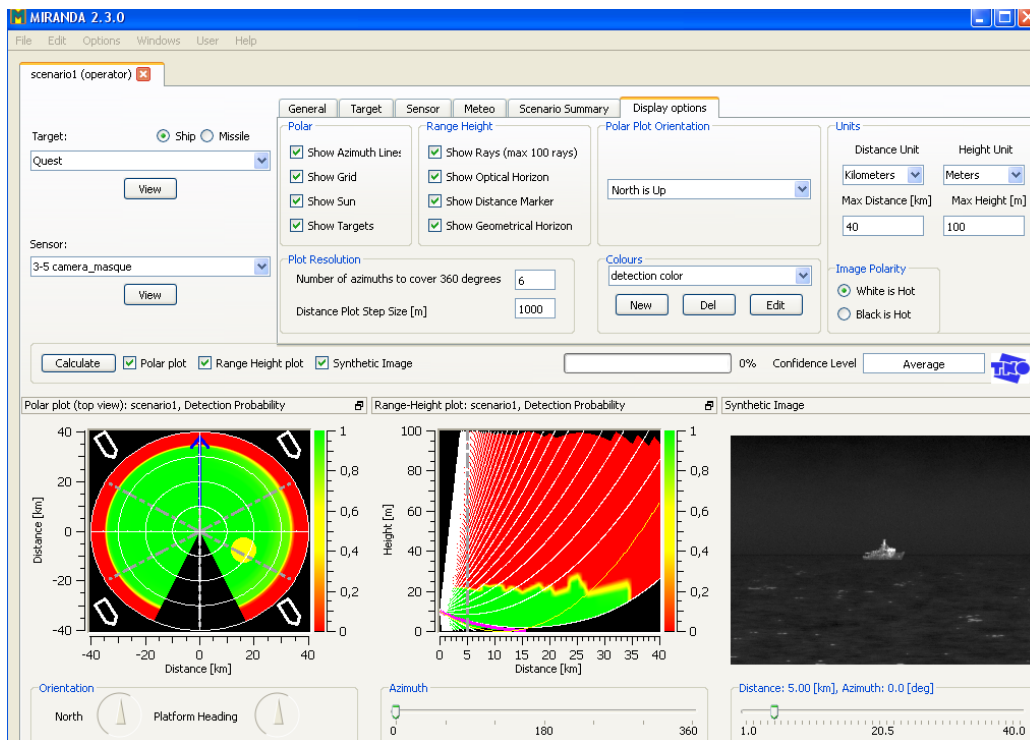 MIRANDA 2.3.0
File Edit Options Windows User Help
scenario1 (operator)
General Target Sensor Meteo Scenario Summary Display options
Target: Ship Missile
Quest
View
Sensor:
3-5 camera_masque
View
Polar
Show Azimuth Lines
Show Grid
Show Sun
Show Targets
Range Height
Show Rays (max 100 rays)
Show Optical Horizon
Show Distance Marker
Show Geometrical Horizon
Polar Plot Orientation
North is Up
Units
Distance Unit Height Unit
Kilometers Meters
Max Distance [km] Max Height [m]
40 100
Plot Resolution
Number of azimuths to cover 360 degrees 6
Distance Plot Step Size [m] 1000
Colours
detection color
New Del Edit
Image Polarity
White is Hot
Black is Hot
Calculate Polar plot Range Height plot Synthetic Image 0% Confidence Level Average TNO
Polar plot (top view): scenario1, Detection Probability
40
20
0
-20
-40
Distance [km]
-40 -20 0 20 40
Distance [km]
1
0,8
0,6
0,4
0,2
0
Range-Height plot: scenario1, Detection Probability
100
80
60
40
20
0
Height [m]
0 5 10 15 20 25 30 35 40
Distance [km]
1
0,8
0,6
0,4
0,2
0
Synthetic Image
Orientation
North Platform Heading
Azimuth
0 180 360
Distance: 5.00 [km], Azimuth: 0.0 [deg]
1.0 20.5 40.0